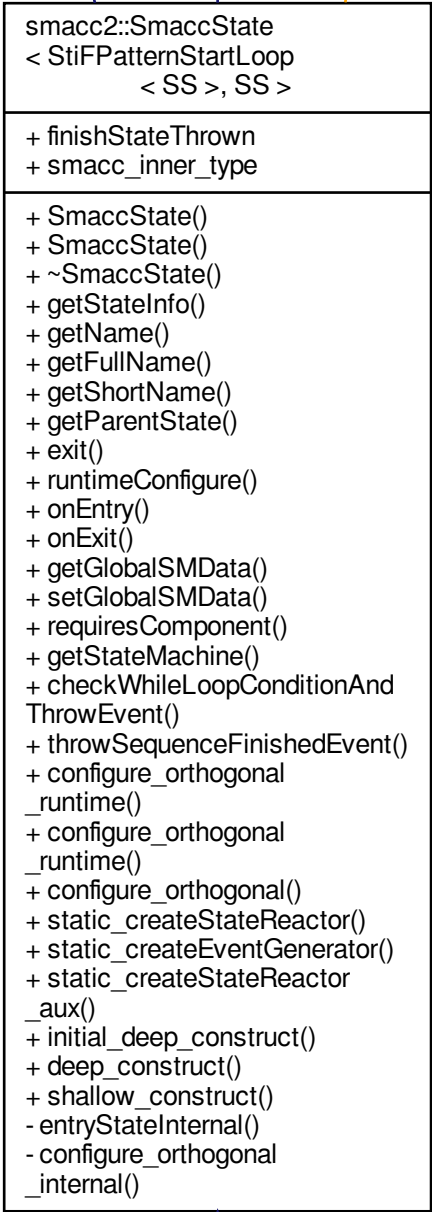 smacc2::SmaccState
< StiFPatternStartLoop
< SS >, SS >
+ finishStateThrown
+ smacc_inner_type
+ SmaccState()
+ SmaccState()
+ ~SmaccState()
+ getStateInfo()
+ getName()
+ getFullName()
+ getShortName()
+ getParentState()
+ exit()
+ runtimeConfigure()
+ onEntry()
+ onExit()
+ getGlobalSMData()
+ setGlobalSMData()
+ requiresComponent()
+ getStateMachine()
+ checkWhileLoopConditionAnd
ThrowEvent()
+ throwSequenceFinishedEvent()
+ configure_orthogonal
_runtime()
+ configure_orthogonal
_runtime()
+ configure_orthogonal()
+ static_createStateReactor()
+ static_createEventGenerator()
+ static_createStateReactor
_aux()
+ initial_deep_construct()
+ deep_construct()
+ shallow_construct()
- entryStateInternal()
- configure_orthogonal
_internal()